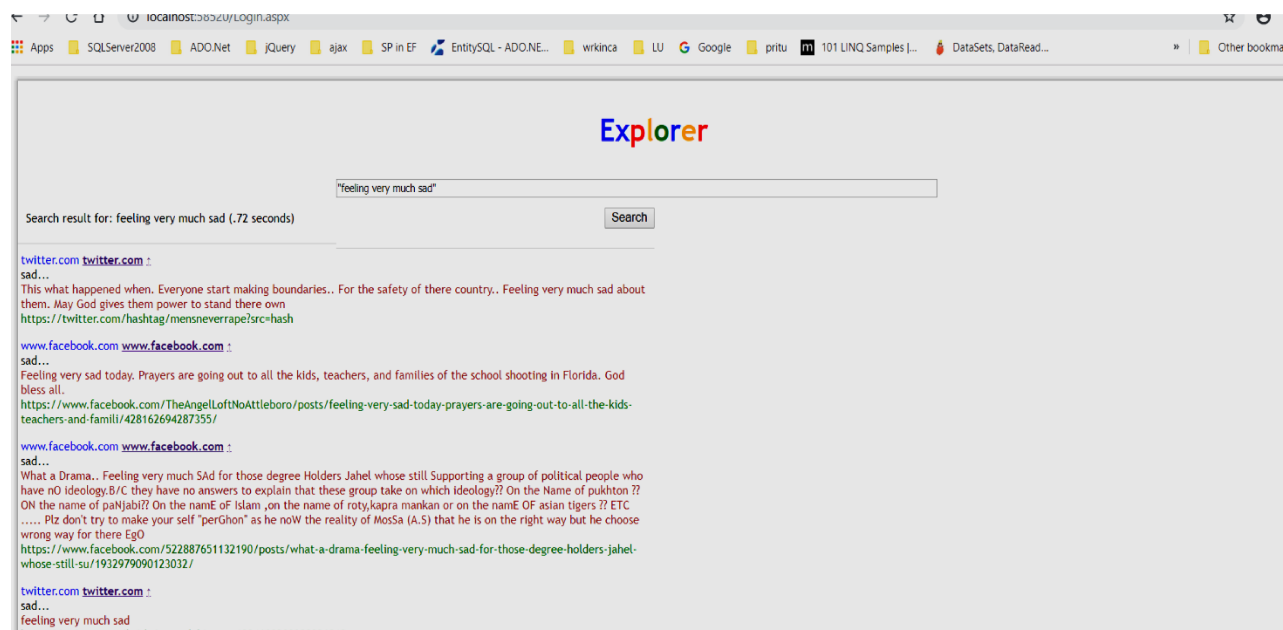 localhost:58520/Login.aspx
Apps SQLServer2008 ADO.Net jQuery ajax SP in EF EntitySQL - ADO.NE... wrkinca LU G Google pritu m 101 LINQ Samples |... DataSets, DataRead... » Other bookma
Explorer
"feeling very much sad"
Search result for: feeling very much sad (.72 seconds) Search
twitter.com twitter.com ↑
sad...
This what happened when. Everyone start making boundaries.. For the safety of there country.. Feeling very much sad about
them. May God gives them power to stand there own
https://twitter.com/hashtag/mensneverrape?src=hash
www.facebook.com www.facebook.com ↑
sad...
Feeling very sad today. Prayers are going out to all the kids, teachers, and families of the school shooting in Florida. God
bless all.
https://www.facebook.com/TheAngelLoftNoAttleboro/posts/feeling-very-sad-today-prayers-are-going-out-to-all-the-kids-
teachers-and-famili/428162694287355/
www.facebook.com www.facebook.com ↑
sad...
What a Drama.. Feeling very much SAd for those degree Holders Jahel whose still Supporting a group of political people who
have nO ideology.B/C they have no answers to explain that these group take on which ideology?? On the Name of pukhton ??
ON the name of paNjabi?? On the namE oF Islam ,on the name of roty,kapra mankan or on the namE OF asian tigers ?? ETC
..... Plz don't try to make your self "perGhon" as he noW the reality of MosSa (A.S) that he is on the right way but he choose
wrong way for there EgO
https://www.facebook.com/522887651132190/posts/what-a-drama-feeling-very-much-sad-for-those-degree-holders-jahel-
whose-still-su/1932979090123032/
twitter.com twitter.com ↑
sad...
feeling very much sad